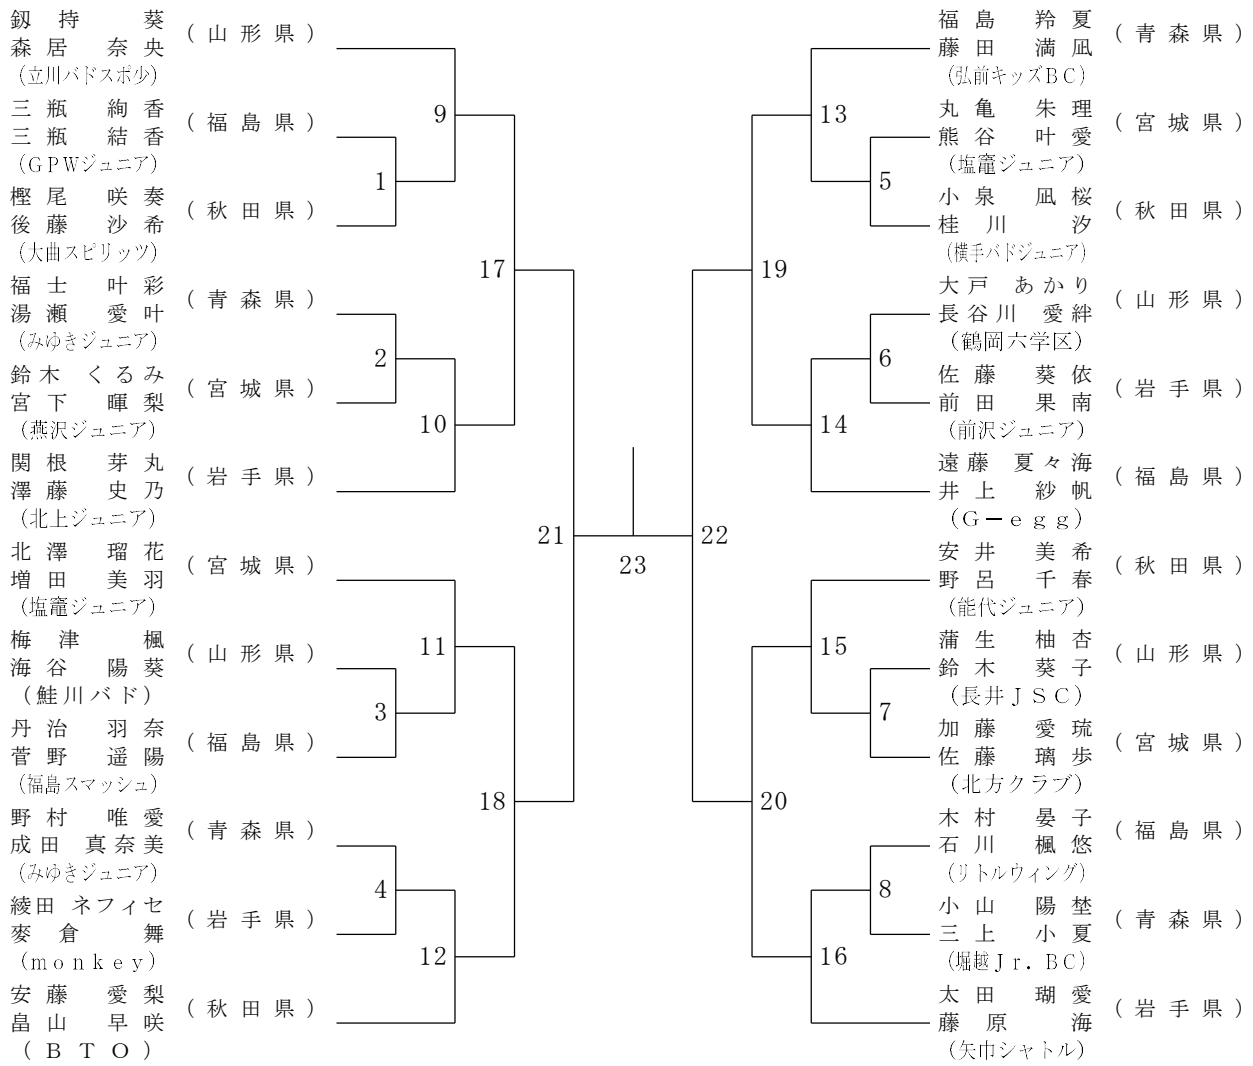 釼持 葵
(山形県)
森居 奈央
(立川バドスポ少)
三瓶 絢香
(福島県)
三瓶 結香
(GPWジュニア)
樫尾 咲奏
(秋田県)
後藤 沙希
(大曲スピリッツ)
福士 叶彩
(青森県)
湯瀬 愛叶
(みゆきジュニア)
鈴木 くるみ
(宮城県)
宮下 暉梨
(燕沢ジュニア)
関根 芽丸
(岩手県)
澤藤 史乃
(北上ジュニア)
北澤 瑠花
(宮城県)
増田 美羽
(塩竈ジュニア)
梅津 楓
(山形県)
海谷 陽葵
(鮭川バド)
丹治 羽奈
(福島県)
菅野 遥陽
(福島スマッシュ)
野村 唯愛
(青森県)
成田 真奈美
(みゆきジュニア)
綾田 ネフィセ
(岩手県)
麥倉 舞
(monkey)
安藤 愛梨
(秋田県)
畠山 早咲
(BTO)
9
1
17
2
10
21
11
3
18
4
12
23
22
13
5
19
6
14
15
7
20
8
16
福島 羚夏
(青森県)
藤田 満凪
(弘前キッズBC)
丸亀 朱理
(宮城県)
熊谷 叶愛
(塩竈ジュニア)
小泉 凪桜
(秋田県)
桂川 汐
(横手バドジュニア)
大戸 あかり
(山形県)
長谷川 愛絆
(鶴岡六学区)
佐藤 葵依
(岩手県)
前田 果南
(前沢ジュニア)
遠藤 夏々海
(福島県)
井上 紗帆
(G-egg)
安井 美希
(秋田県)
野呂 千春
(能代ジュニア)
蒲生 柚杏
(山形県)
鈴木 葵子
(長井JSC)
加藤 愛琉
(宮城県)
佐藤 璃歩
(北方クラブ)
木村 晏子
(福島県)
石川 楓悠
(リトルウィング)
小山 陽埜
(青森県)
三上 小夏
(堀越Jr.BC)
太田 瑚愛
(岩手県)
藤原 海
(矢巾シャトル)